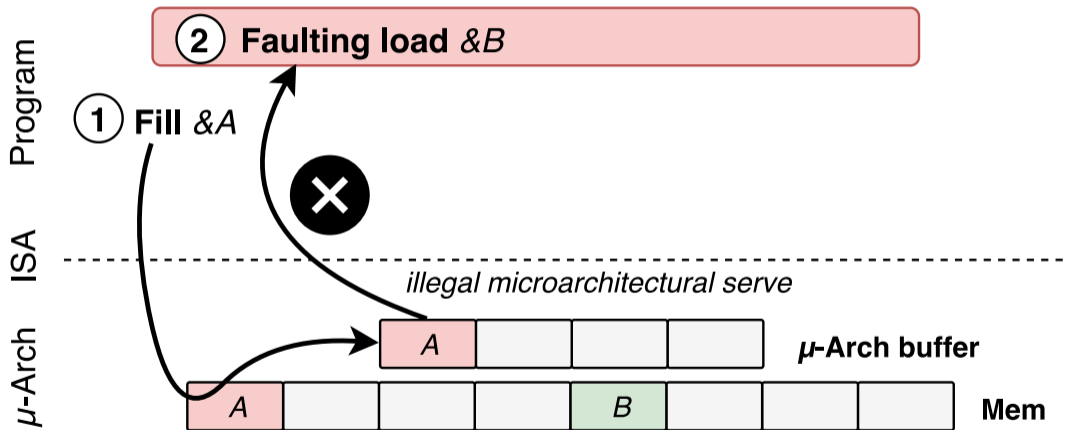 Program
2 Faulting load &B
1 Fill &A
ISA
illegal microarchitectural serve
μ-Arch
A
μ-Arch buffer
A
B
Mem